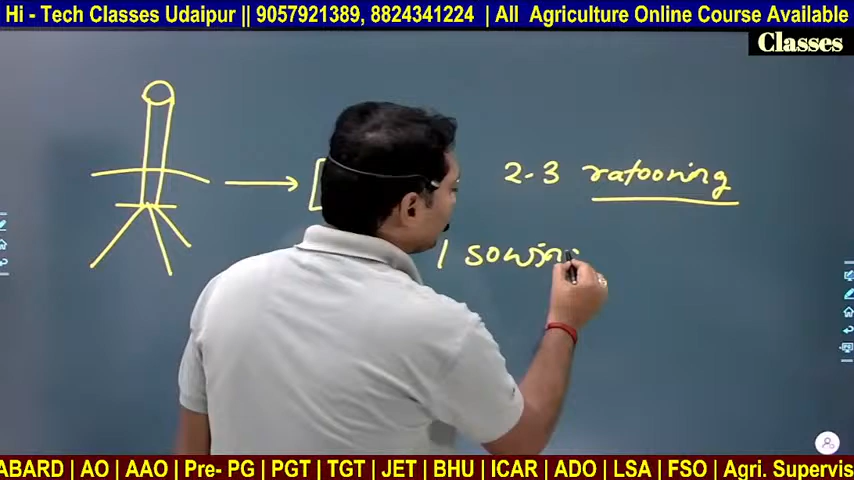 Hi - Tech Classes Udaipur || 9057921389, 8824341224 | All Agriculture Online Course Available
Classes
2-3 ratooning
1 sowing
ABARD | AO | AAO | Pre- PG | PGT | TGT | JET | BHU | ICAR | ADO | LSA | FSO | Agri. Supervis